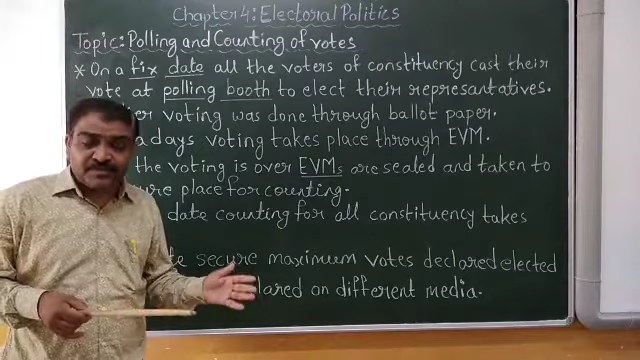 Chapter 4: Electoral Politics
Topic: Polling and Counting of votes
* On a fix date all the voters of constituency cast their
vote at polling booth to elect their represantatives.
voting was done through ballot paper.
days voting takes place through EVM.
the voting is over EVMs are sealed and taken to
place for counting.
date counting for all constituency takes
secure maximum votes declared elected
on different media.